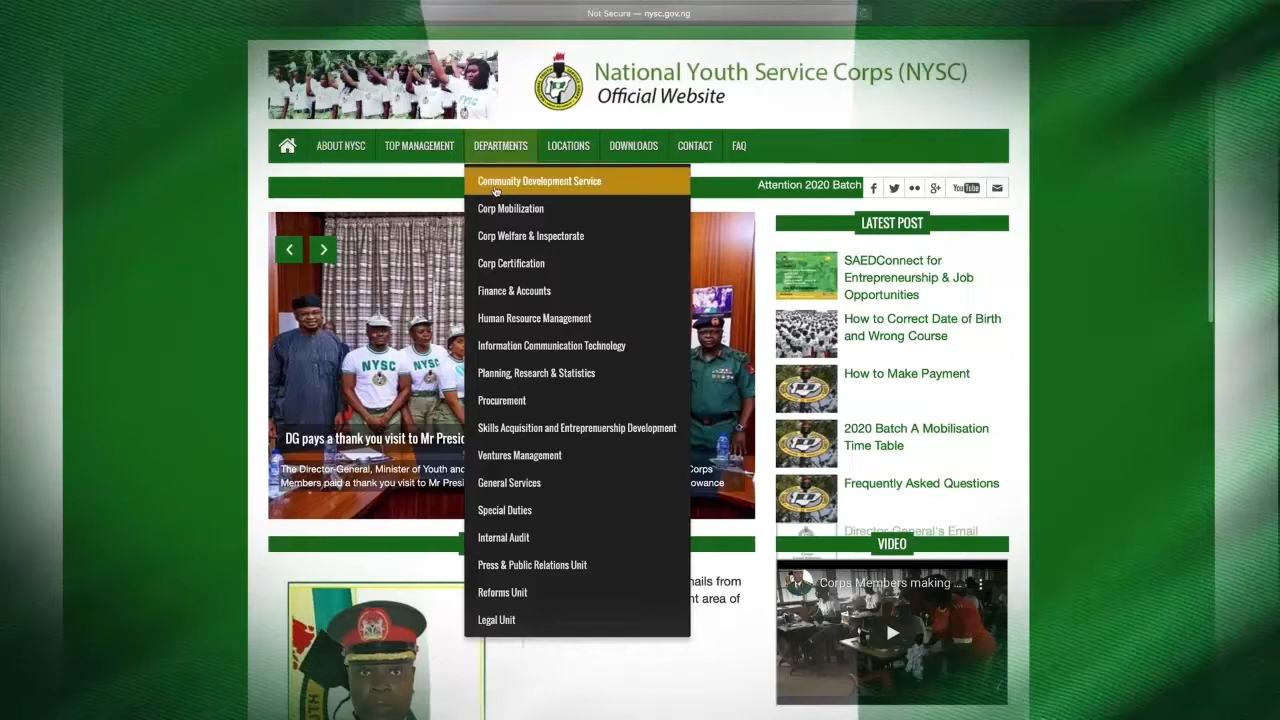 Not Secure — nysc.gov.ng
National Youth Service Corps (NYSC)
Official Website
ABOUT NYSC
TOP MANAGEMENT
DEPARTMENTS
LOCATIONS
DOWNLOADS
CONTACT
FAQ
Community Development Service
Corp Mobilization
Corp Welfare & Inspectorate
Corp Certification
Finance & Accounts
Human Resource Management
Information Communication Technology
Planning, Research & Statistics
Procurement
Skills Acquisition and Entreprenuership Development
Ventures Management
General Services
Special Duties
Internal Audit
Press & Public Relations Unit
Reforms Unit
Legal Unit
Attention 2020 Batch
You Tube
NYSC
NYSC
DG pays a thank you visit to Mr Presid
The Director-General, Minister of Youth and
Corps
Members paid a thank you visit to Mr Presi
owance
LATEST POST
SAEDConnect for
Entrepreneurship & Job
Opportunities
How to Correct Date of Birth
and Wrong Course
How to Make Payment
2020 Batch A Mobilisation
Time Table
Frequently Asked Questions
Director-General's Email
VIDEO
Corps Members making ...
nails from
nt area of